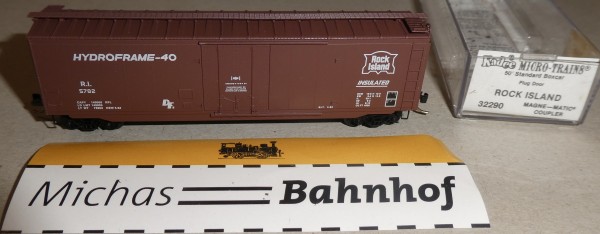 HYDROFRAME-40
R.I.
5792
DF
Rock
Island
INSULATED
Kadee MICRO-TRAINS
50' Standard Boxcar
Plug Door
ROCK ISLAND
32290
MAGNE-MATIC
COUPLER
Michas Bahnhof